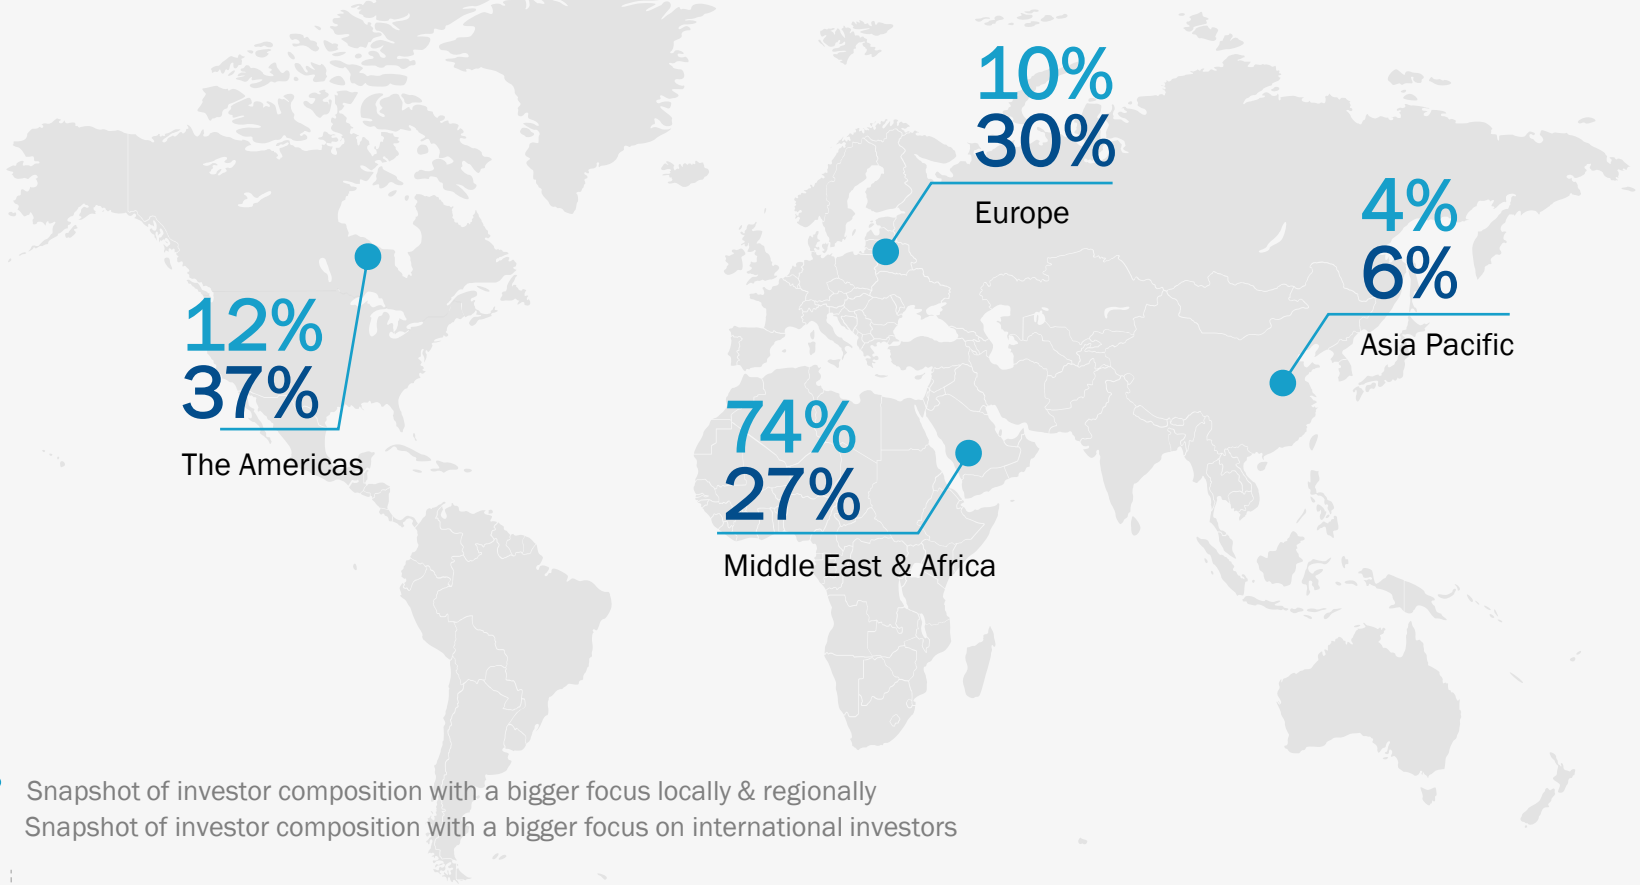 10%
30%
Europe
4%
6%
Asia Pacific
12%
37%
The Americas
74%
27%
Middle East & Africa
Snapshot of investor composition with a bigger focus locally & regionally
Snapshot of investor composition with a bigger focus on international investors